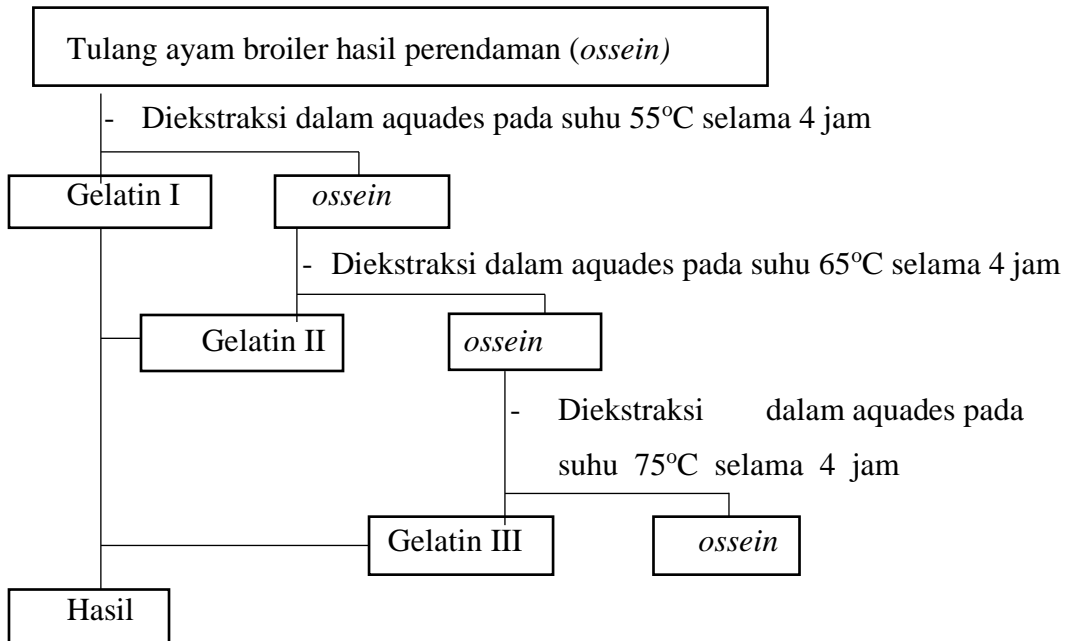 Tulang ayam broiler hasil perendaman (ossein)
- Diekstraksi dalam aquades pada suhu 55°C selama 4 jam
Gelatin I
ossein
- Diekstraksi dalam aquades pada suhu 65°C selama 4 jam
Gelatin II
ossein
- Diekstraksi dalam aquades pada
suhu 75°C selama 4 jam
Gelatin III
ossein
Hasil